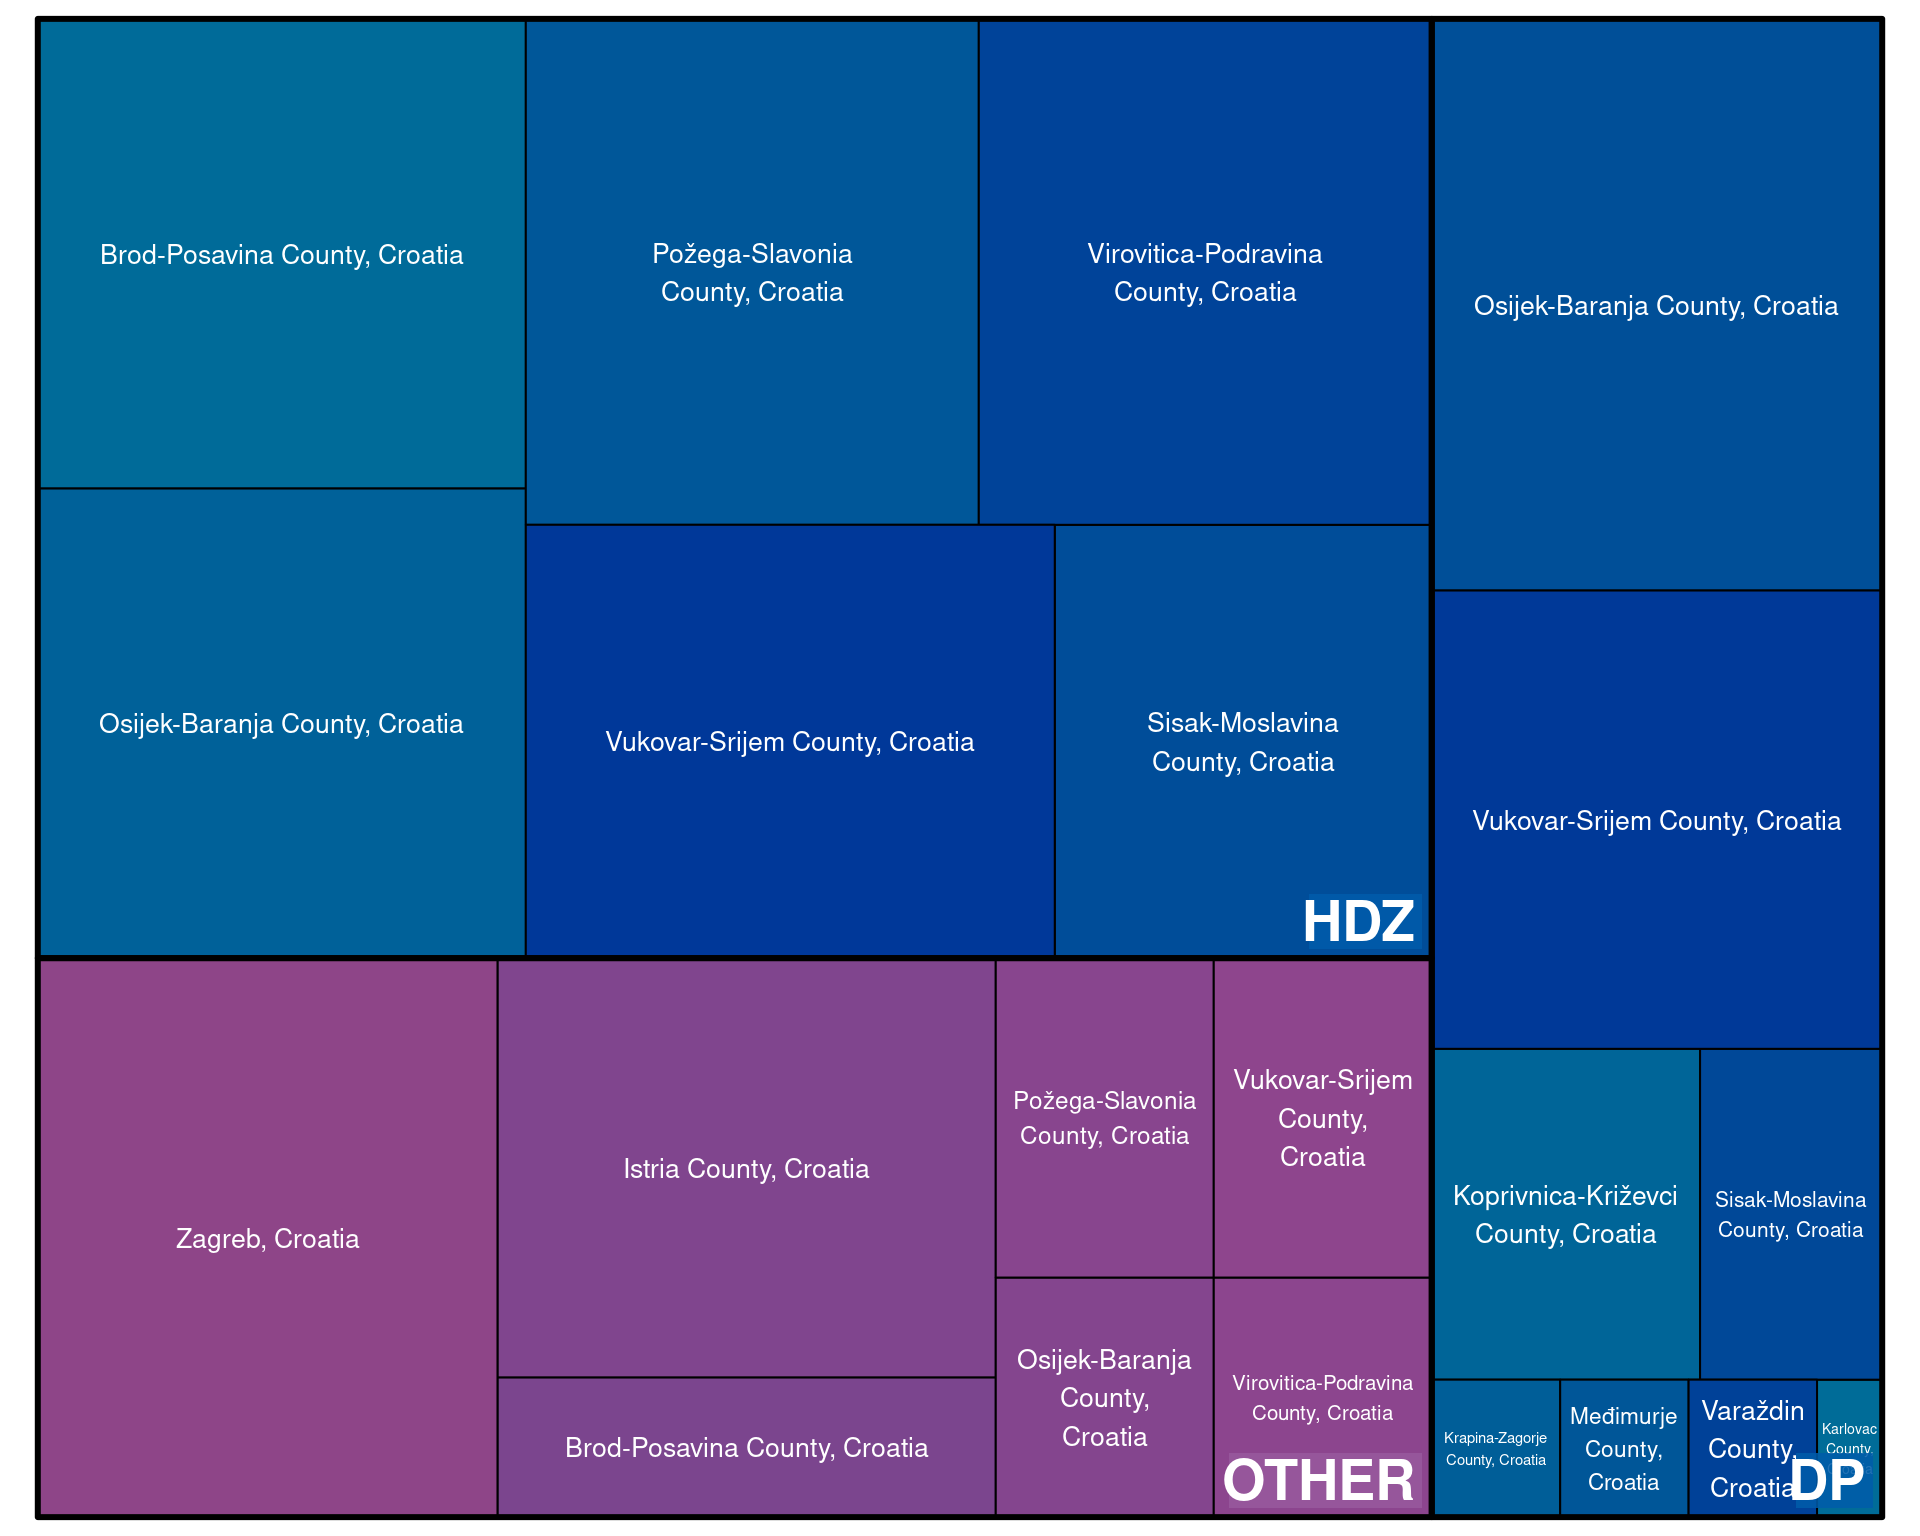 Brod-Posavina County, Croatia
Požega-Slavonia
County, Croatia
Virovitica-Podravina
County, Croatia
Osijek-Baranja County, Croatia
Vukovar-Srijem County, Croatia
Sisak-Moslavina
County, Croatia
HDZ
Osijek-Baranja County, Croatia
Vukovar-Srijem County, Croatia
Koprivnica-Križevci
County, Croatia
Sisak-Moslavina
County, Croatia
Krapina-Zagorje
County, Croatia
Međimurje
County,
Croatia
Varaždin
County,
Croatia
Karlovac
County,
DP
Zagreb, Croatia
Istria County, Croatia
Brod-Posavina County, Croatia
Požega-Slavonia
County, Croatia
Vukovar-Srijem
County,
Croatia
Osijek-Baranja
County,
Croatia
Virovitica-Podravina
County, Croatia
OTHER